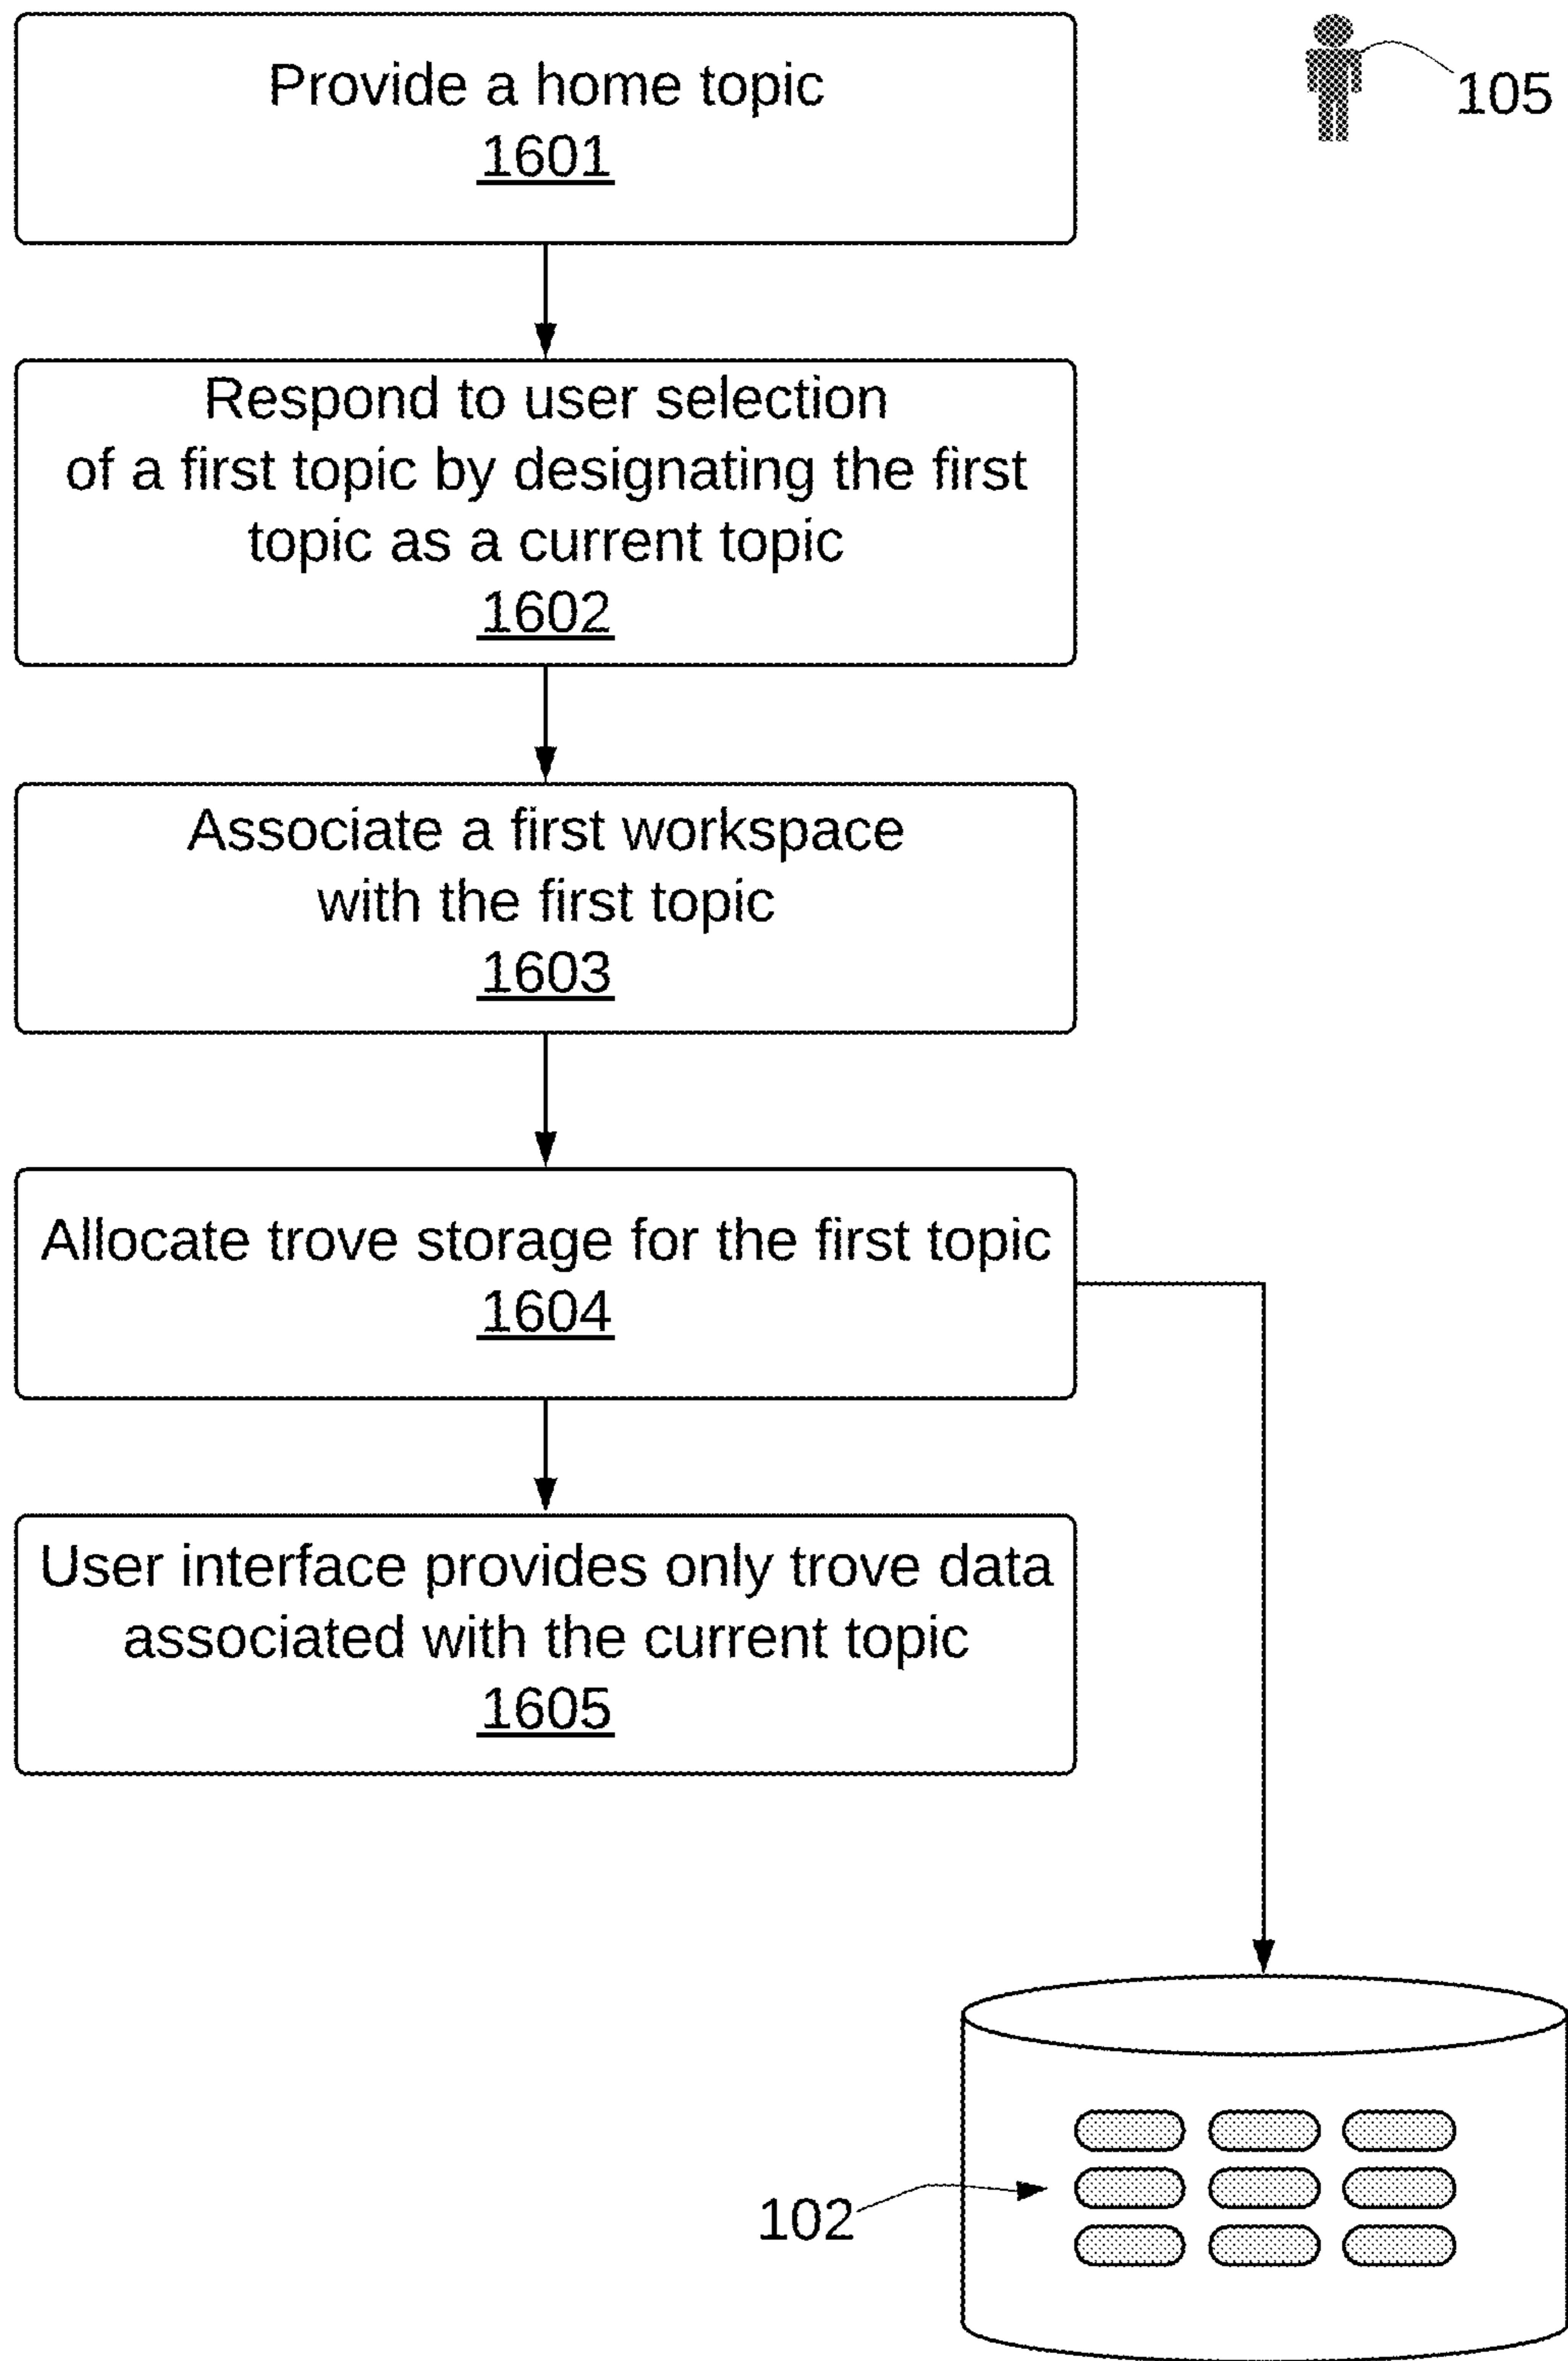 Provide a home topic
1601
105
Respond to user selection
of a first topic by designating the first
topic as a current topic
1602
Associate a first workspace
with the first topic
1603
Allocate trove storage for the first topic
1604
User interface provides only trove data
associated with the current topic
1605
102